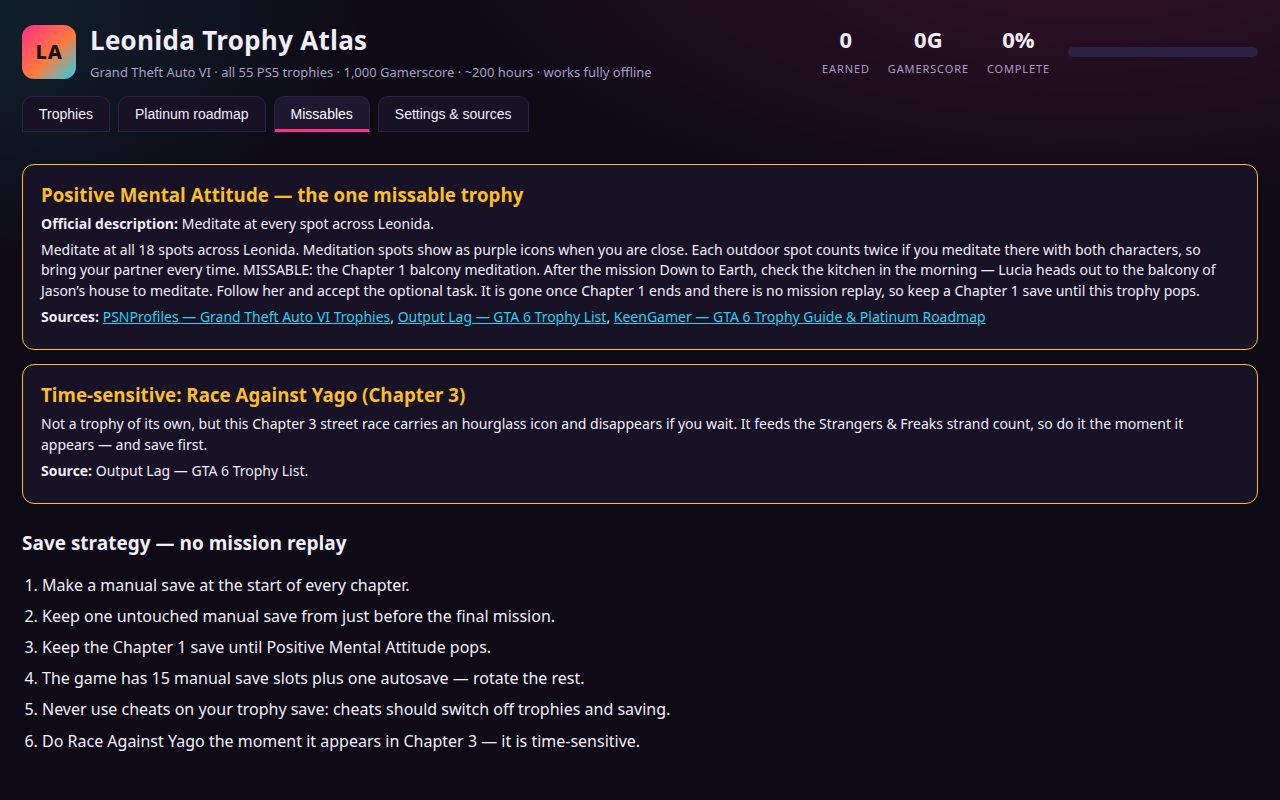 LA
Leonida Trophy Atlas
Grand Theft Auto VI · all 55 PS5 trophies · 1,000 Gamerscore · ~200 hours · works fully offline
0
EARNED
0G
GAMERSCORE
0%
COMPLETE
Trophies
Platinum roadmap
Missables
Settings & sources
Positive Mental Attitude — the one missable trophy
Official description: Meditate at every spot across Leonida.
Meditate at all 18 spots across Leonida. Meditation spots show as purple icons when you are close. Each outdoor spot counts twice if you meditate there with both characters, so
bring your partner every time. MISSABLE: the Chapter 1 balcony meditation. After the mission Down to Earth, check the kitchen in the morning — Lucia heads out to the balcony of
Jason’s house to meditate. Follow her and accept the optional task. It is gone once Chapter 1 ends and there is no mission replay, so keep a Chapter 1 save until this trophy pops.
Sources: PSNProfiles — Grand Theft Auto VI Trophies, Output Lag — GTA 6 Trophy List, KeenGamer — GTA 6 Trophy Guide & Platinum Roadmap
Time-sensitive: Race Against Yago (Chapter 3)
Not a trophy of its own, but this Chapter 3 street race carries an hourglass icon and disappears if you wait. It feeds the Strangers & Freaks strand count, so do it the moment it
appears — and save first.
Source: Output Lag — GTA 6 Trophy List.
Save strategy — no mission replay
1. Make a manual save at the start of every chapter.
2. Keep one untouched manual save from just before the final mission.
3. Keep the Chapter 1 save until Positive Mental Attitude pops.
4. The game has 15 manual save slots plus one autosave — rotate the rest.
5. Never use cheats on your trophy save: cheats should switch off trophies and saving.
6. Do Race Against Yago the moment it appears in Chapter 3 — it is time-sensitive.